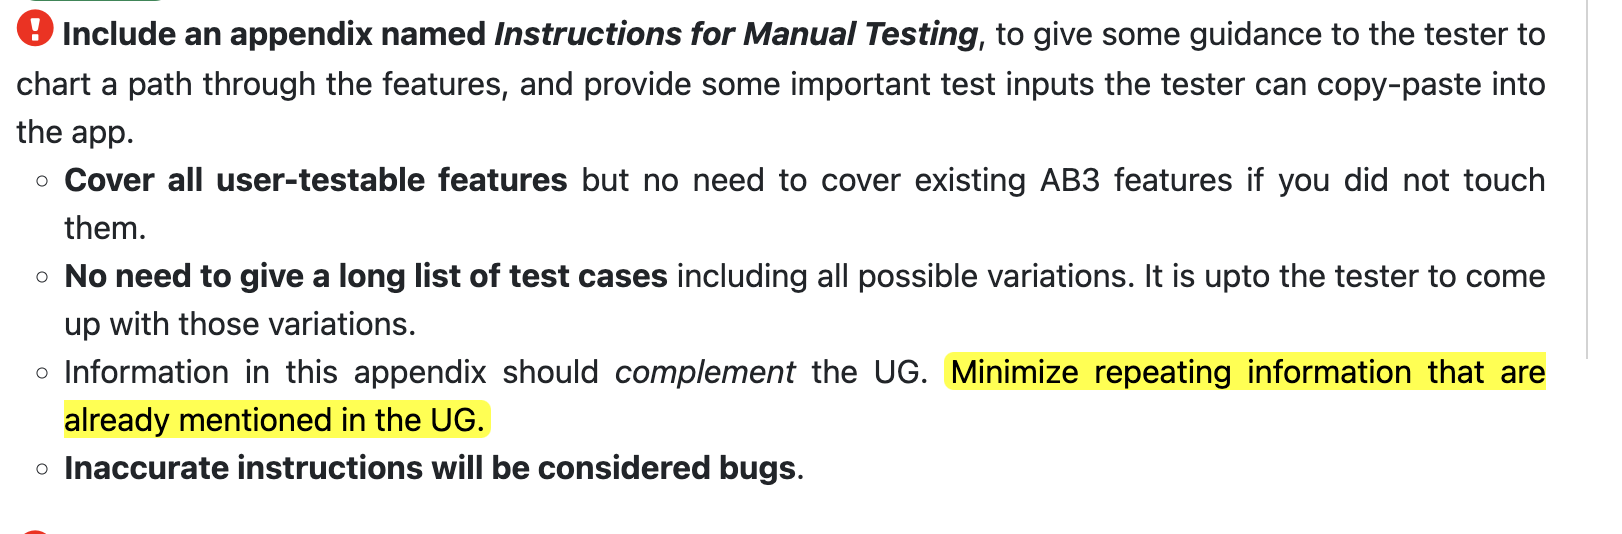 ! Include an appendix named Instructions for Manual Testing, to give some guidance to the tester to
chart a path through the features, and provide some important test inputs the tester can copy-paste into
the app.
○ Cover all user-testable features but no need to cover existing AB3 features if you did not touch
them.
○ No need to give a long list of test cases including all possible variations. It is upto the tester to come
up with those variations.
○ Information in this appendix should complement the UG. Minimize repeating information that are
already mentioned in the UG.
○ Inaccurate instructions will be considered bugs.